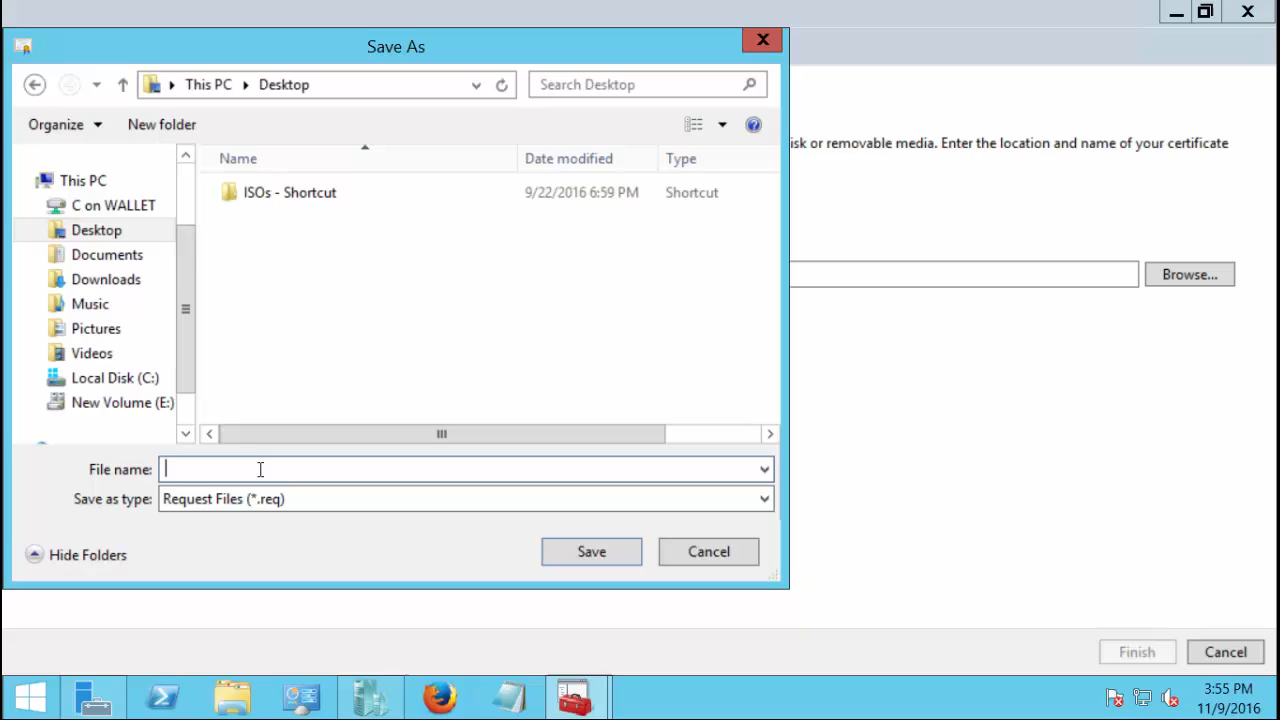 Save As
This PC Desktop
Search Desktop
Organize
New folder
isk or removable media. Enter the location and name of your certificate
Name
Date modified
Type
This PC
ISOs - Shortcut
9/22/2016 6:59 PM
Shortcut
C on WALLET
Desktop
Documents
Browse...
Downloads
Music
Pictures
Videos
Local Disk (C:)
New Volume (E:)
File name:
Save as type:
Request Files (*.req)
Hide Folders
Save
Cancel
Finish
Cancel
3:55 PM
11/9/2016